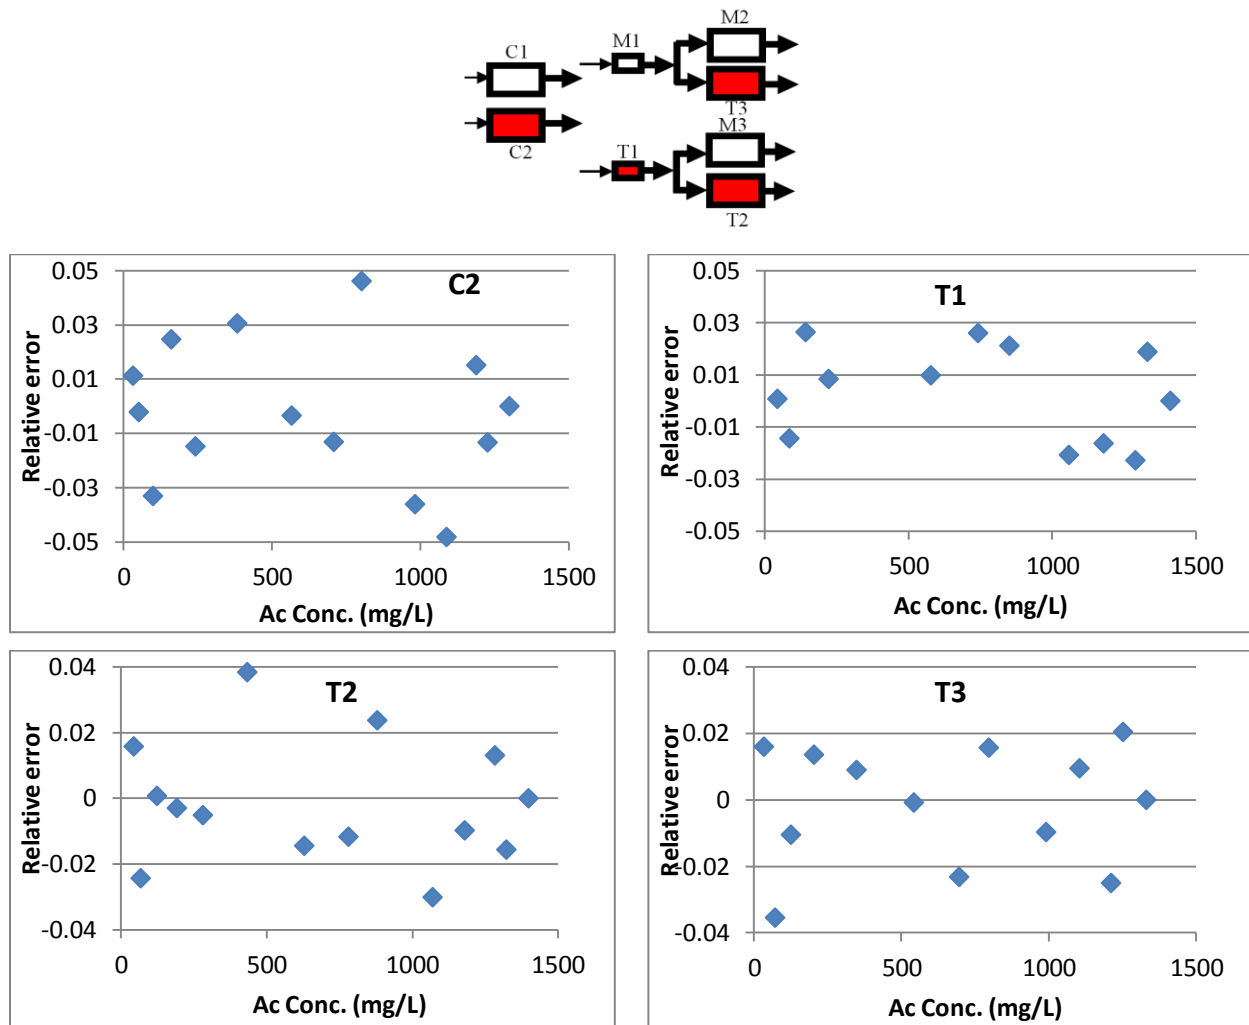 M2
C1
M1
T3
M3
C2
T1
T2
C2
0.05
0.03
0.01
-0.01
-0.03
-0.05
Relative error
0
500
1000
1500
Ac Conc. (mg/L)
T1
0.05
0.03
0.01
-0.01
-0.03
-0.05
Relative error
0
500
1000
1500
Ac Conc. (mg/L)
T2
0.04
0.02
0
-0.02
-0.04
Relative error
0
500
1000
1500
Ac Conc. (mg/L)
T3
0.04
0.02
0
-0.02
-0.04
Relative error
0
500
1000
1500
Ac Conc. (mg/L)